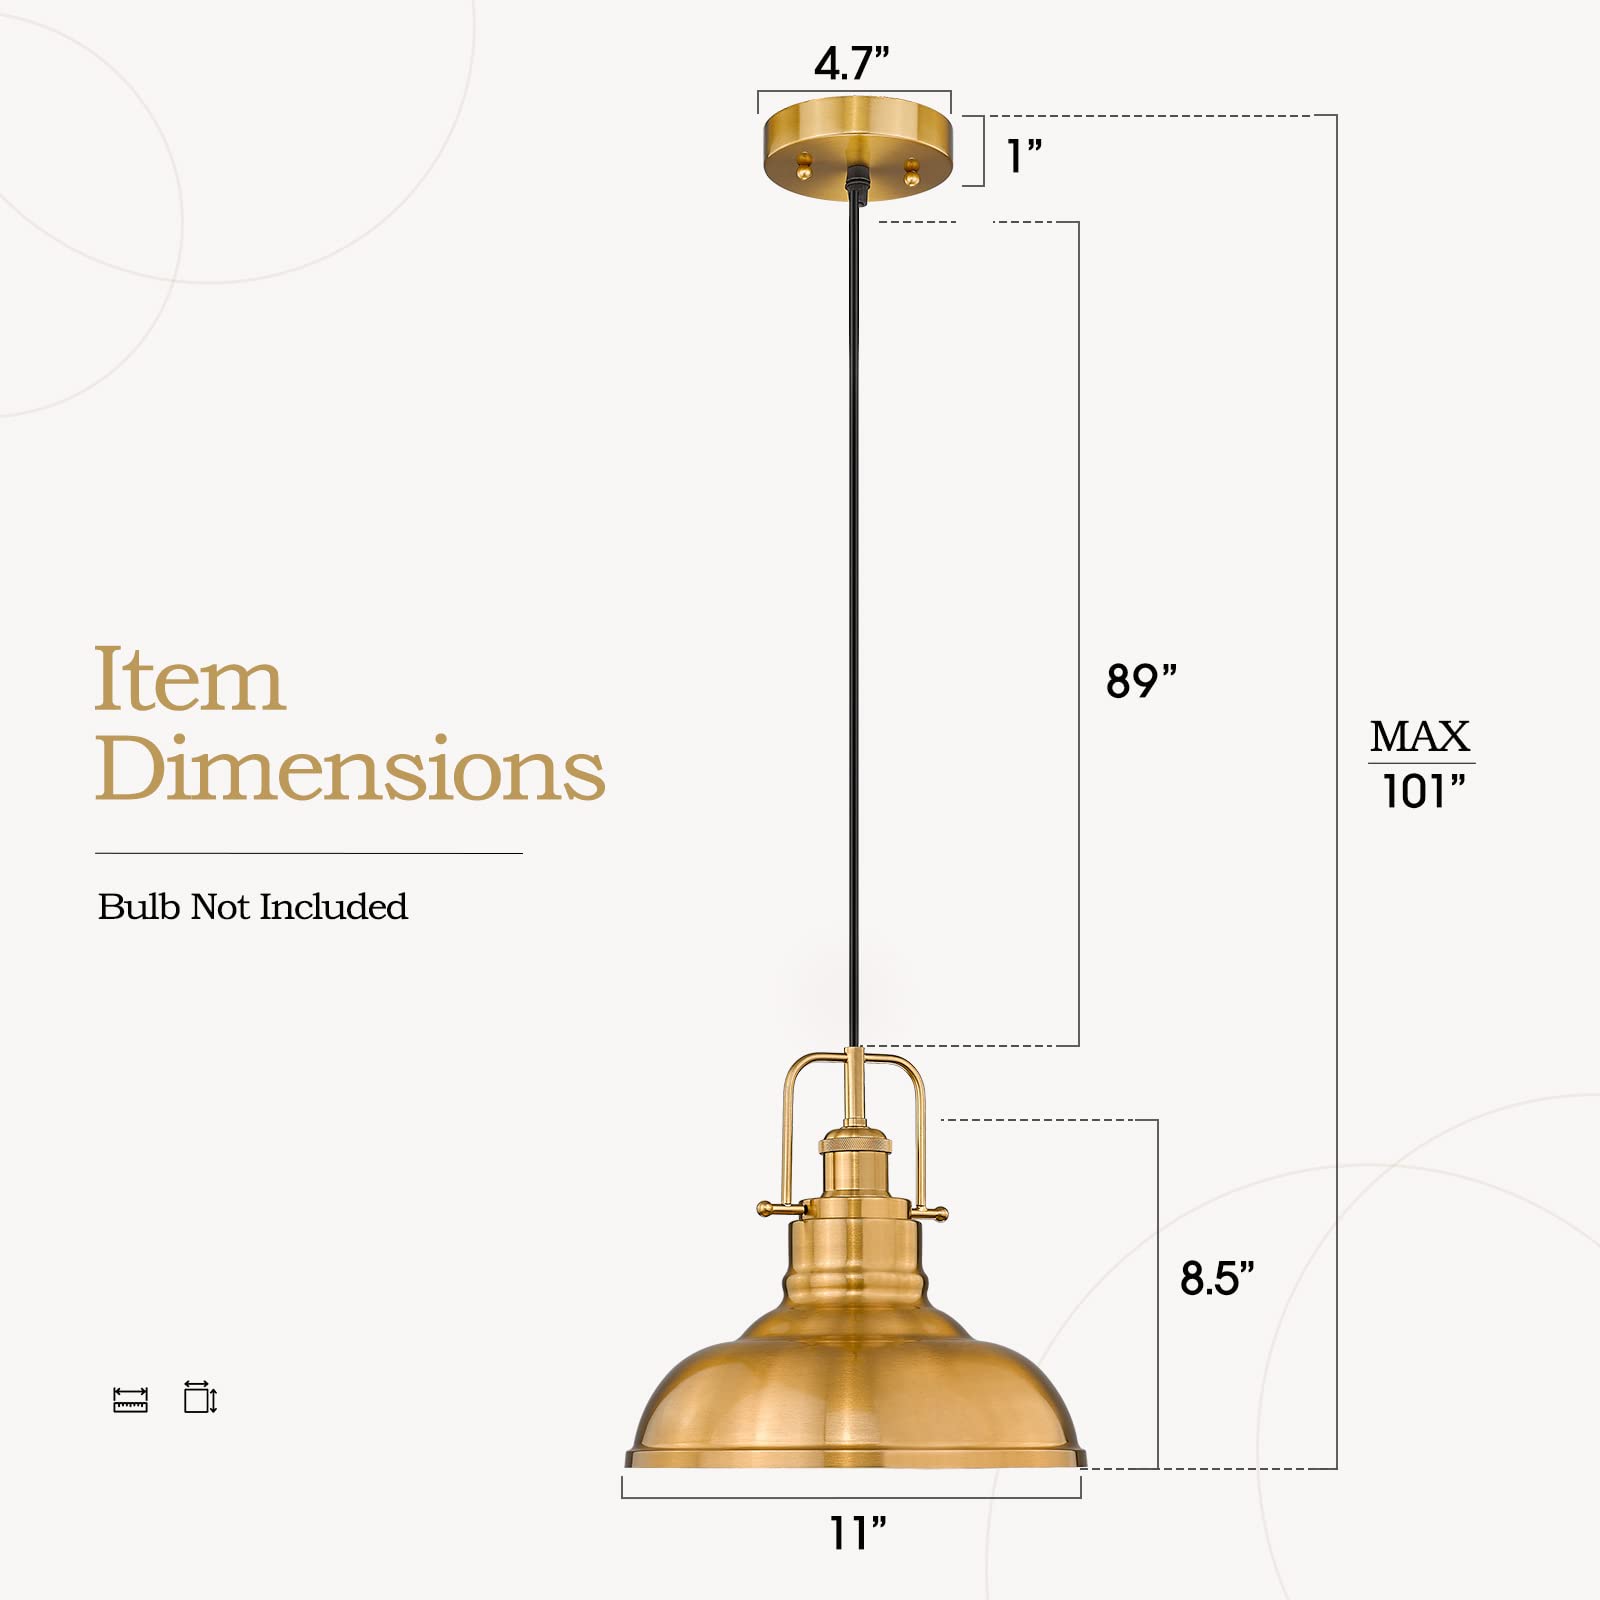 4.7”
1”
89”
MAX
101”
Item
Dimensions
Bulb Not Included
8.5”
11”